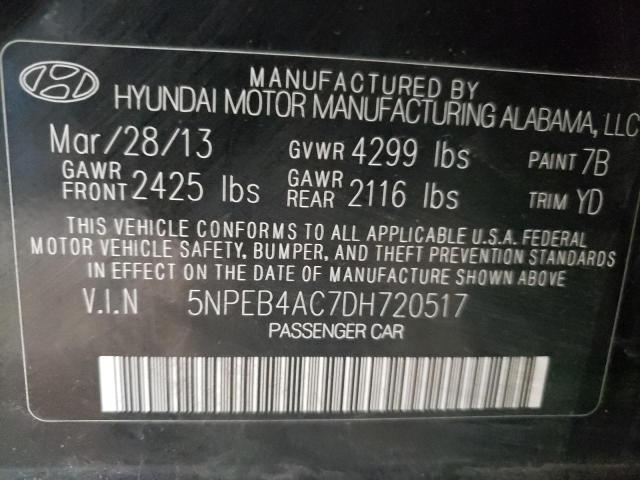 MANUFACTURED BY
HYUNDAI MOTOR MANUFACTURING ALABAMA, LLC
Mar/28/13 GVWR 4299 lbs PAINT 7B
GAWR FRONT 2425 lbs GAWR REAR 2116 lbs TRIM YD
THIS VEHICLE CONFORMS TO ALL APPLICABLE U.S.A. FEDERAL
MOTOR VEHICLE SAFETY, BUMPER, AND THEFT PREVENTION STANDARDS
IN EFFECT ON THE DATE OF MANUFACTURE SHOWN ABOVE
V.I.N 5NPEB4AC7DH720517
PASSENGER CAR